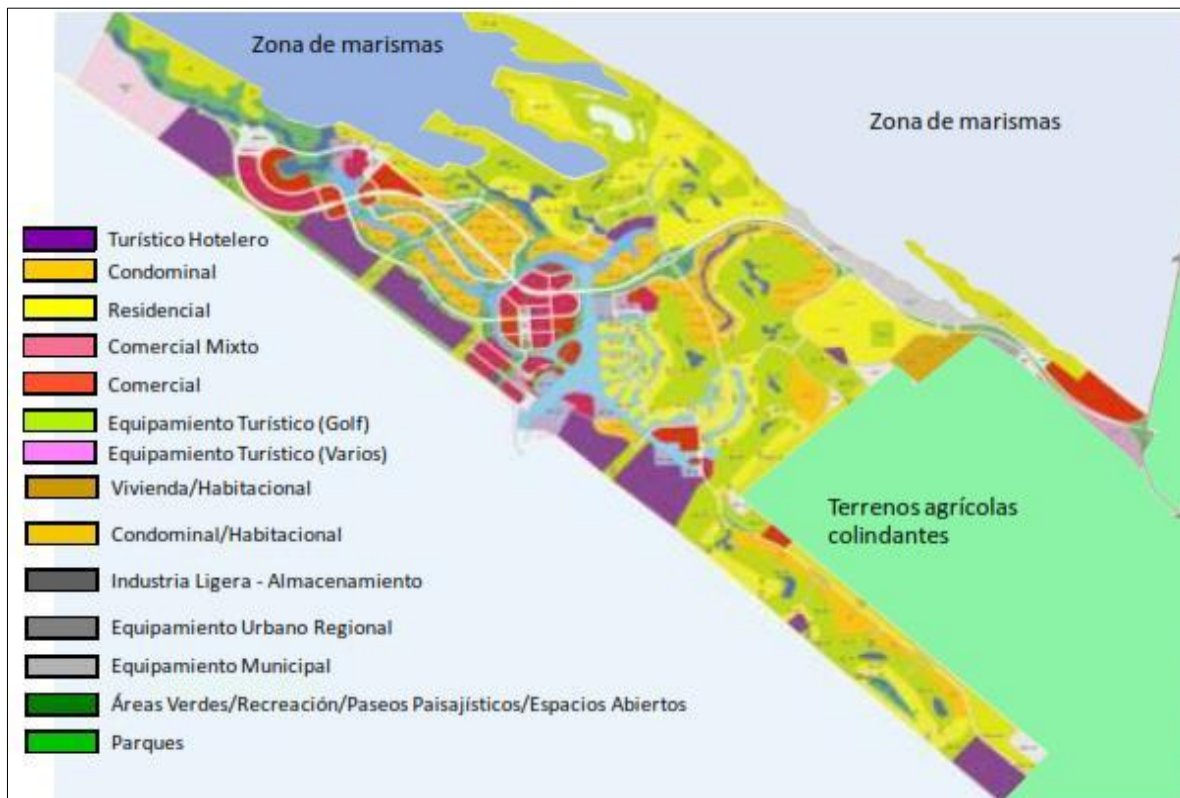 Zona de marismas
Zona de marismas
Turístico Hotelero
Condominal
Residencial
Comercial Mixto
Comercial
Equipamiento Turístico (Golf)
Equipamiento Turístico (Varios)
Vivienda/Habitacional
Condominal/Habitacional
Industria Ligera - Almacenamiento
Equipamiento Urbano Regional
Equipamiento Municipal
Áreas Verdes/Recreación/Paseos Paisajísticos/Espacios Abiertos
Parques
Terrenos agrícolas
colindantes